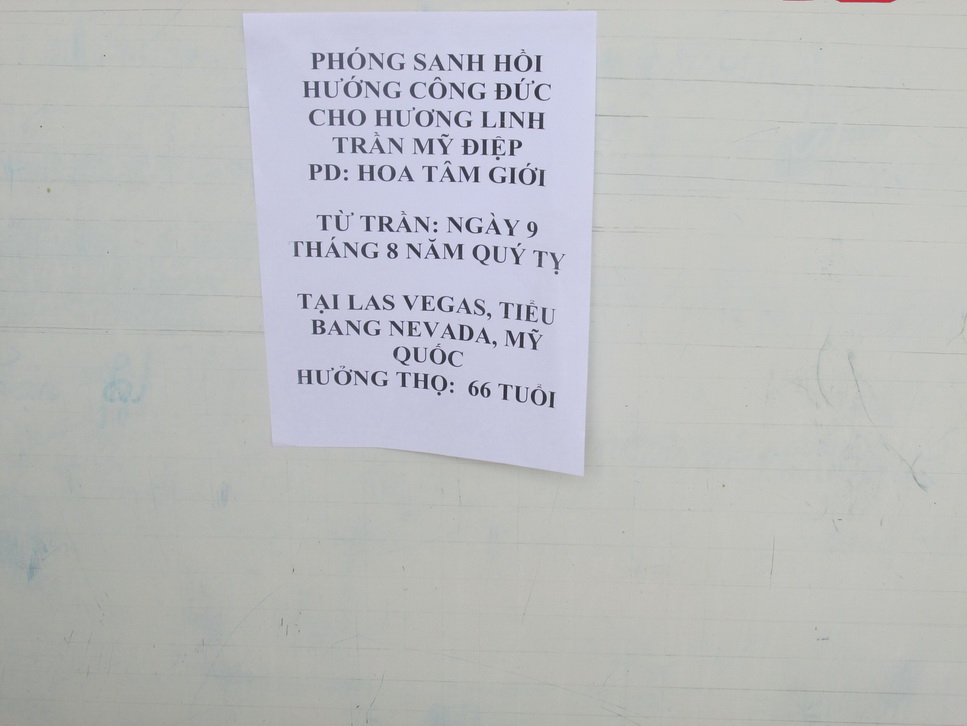 PHÓNG SANH HỒI
HƯỚNG CÔNG ĐỨC
CHO HƯƠNG LINH
TRẦN MỸ ĐIỆP
PD: HOA TÂM GIỚI
TỪ TRẦN: NGÀY 9
THÁNG 8 NĂM QUÝ TỴ
TẠI LAS VEGAS, TIỂU
BANG NEVADA, MỸ
QUỐC
HƯỞNG THỌ: 66 TUỔI